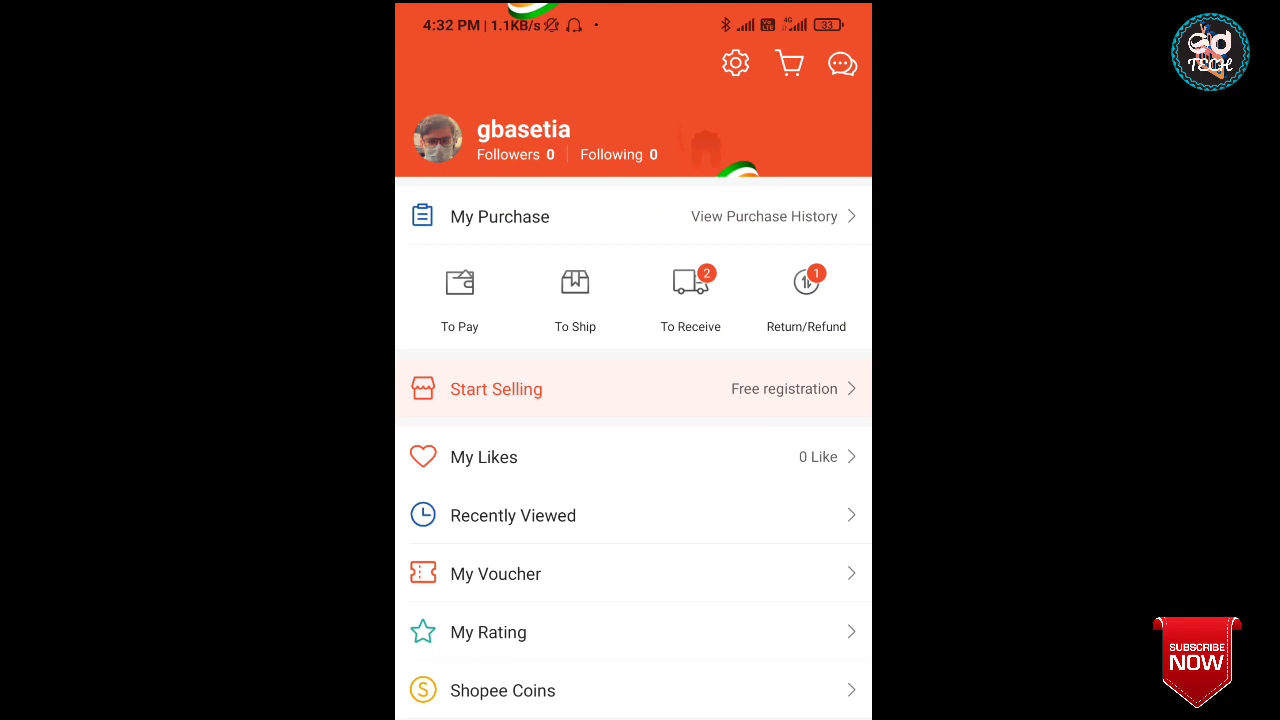 4:32 PM | 1.1KB/s
4G
33
gbasetia
Followers 0 | Following 0
My Purchase View Purchase History
2 1
To Pay To Ship To Receive Return/Refund
Start Selling Free registration
My Likes 0 Like
Recently Viewed
My Voucher
My Rating
S Shopee Coins
TECH
SUBSCRIBE
NOW